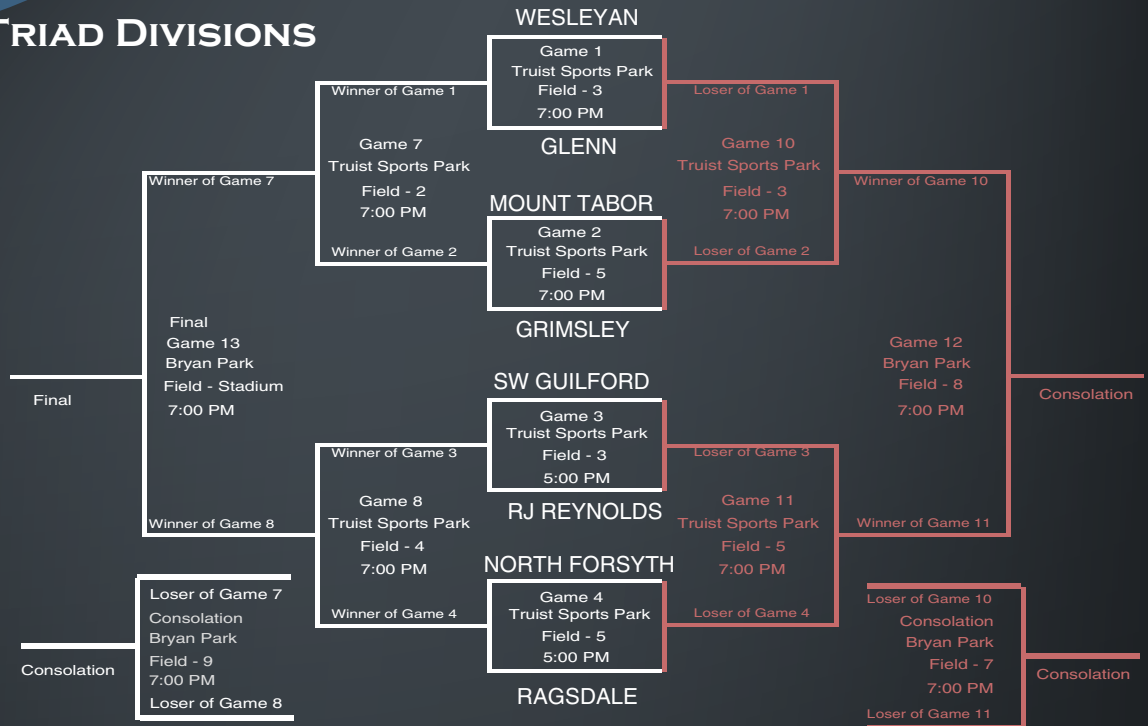 TRIAD DIVISIONS
WESLEYAN
Game 1
Truist Sports Park
Field - 3
7:00 PM
GLENN
Winner of Game 1
Game 7
Truist Sports Park
Field - 2
7:00 PM
Winner of Game 2
Loser of Game 1
Game 10
Truist Sports Park
Field - 3
7:00 PM
Loser of Game 2
MOUNT TABOR
Game 2
Truist Sports Park
Field - 5
7:00 PM
GRIMSLEY
Winner of Game 7
Final
Game 13
Bryan Park
Field - Stadium
7:00 PM
Winner of Game 8
Final
Winner of Game 10
Game 12
Bryan Park
Field - 8
7:00 PM
Winner of Game 11
Consolation
SW GUILFORD
Game 3
Truist Sports Park
Field - 3
5:00 PM
RJ REYNOLDS
Winner of Game 3
Game 8
Truist Sports Park
Field - 4
7:00 PM
Winner of Game 4
Loser of Game 3
Game 11
Truist Sports Park
Field - 5
7:00 PM
Loser of Game 4
NORTH FORSYTH
Game 4
Truist Sports Park
Field - 5
5:00 PM
RAGSDALE
Loser of Game 7
Consolation
Bryan Park
Field - 9
7:00 PM
Loser of Game 8
Consolation
Loser of Game 10
Consolation
Bryan Park
Field - 7
7:00 PM
Loser of Game 11
Consolation